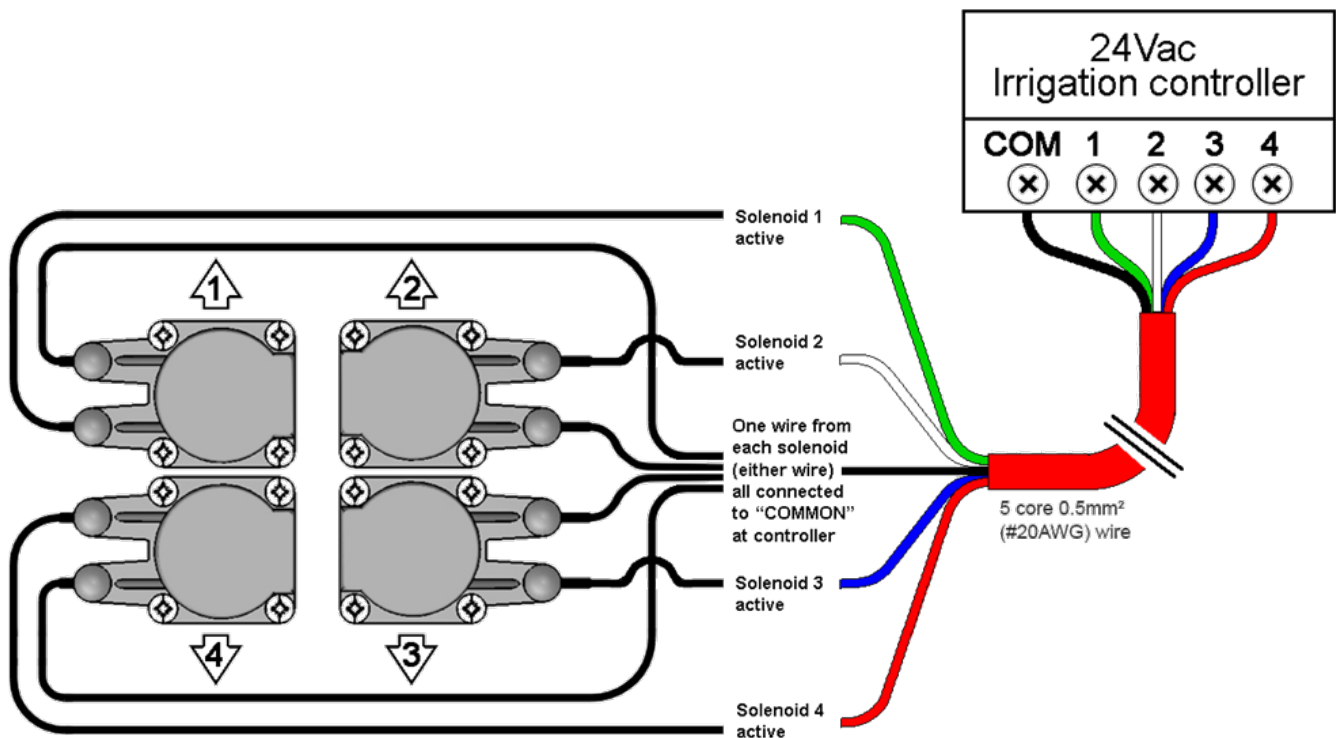 24Vac
Irrigation controller
COM 1 2 3 4
Solenoid 1
active
1
2
Solenoid 2
active
One wire from
each solenoid
(either wire)
all connected
to “COMMON”
at controller
5 core 0.5mm²
(#20AWG) wire
Solenoid 3
active
4
3
Solenoid 4
active